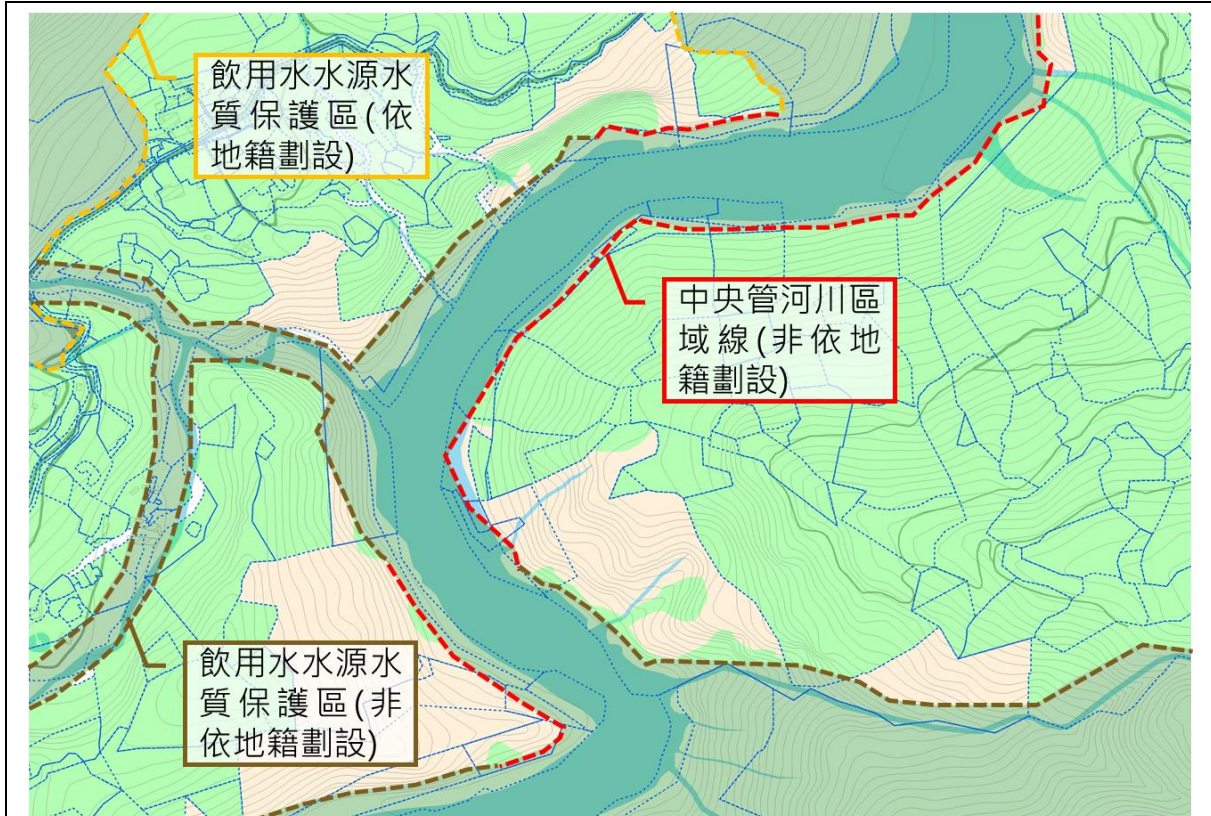 飲用水水源水
質保護區(依
地籍劃設)
中央管河川區
域線(非依地
籍劃設)
飲用水水源水
質保護區(非
依地籍劃設)